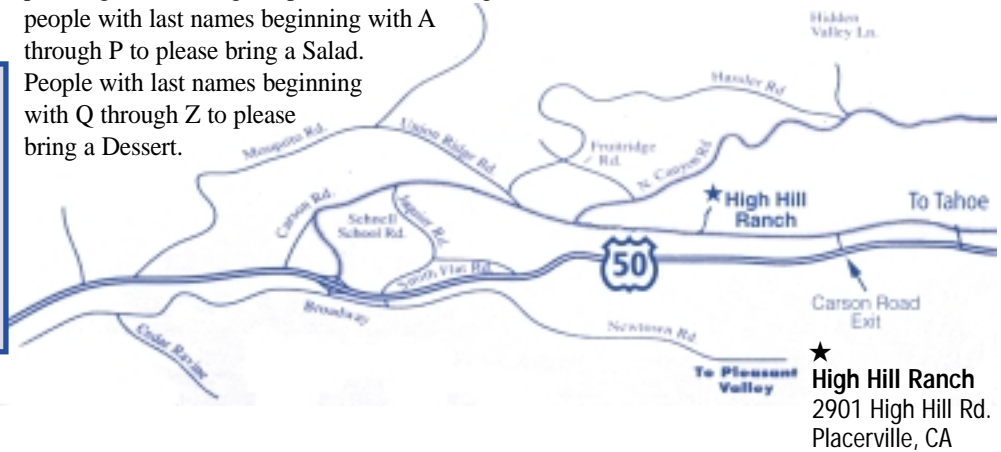 people with last names beginning with A
through P to please bring a Salad.
People with last names beginning
with Q through Z to please
bring a Dessert.
Hidden
Valley Ln.
Hassler Rd
Mosquito Rd.
Union Ridge Rd.
Fruitridge
Rd.
N. Canyon Rd
Carson Rd.
Schnell
School Rd.
Jaquier Rd.
★ High Hill
Ranch
To Tahoe
50
Smith Flat Rd.
Broadway
Carson Road
Exit
Cedar Ravine
Newtown Rd.
To Pleasant
Valley
★
High Hill Ranch
2901 High Hill Rd.
Placerville, CA